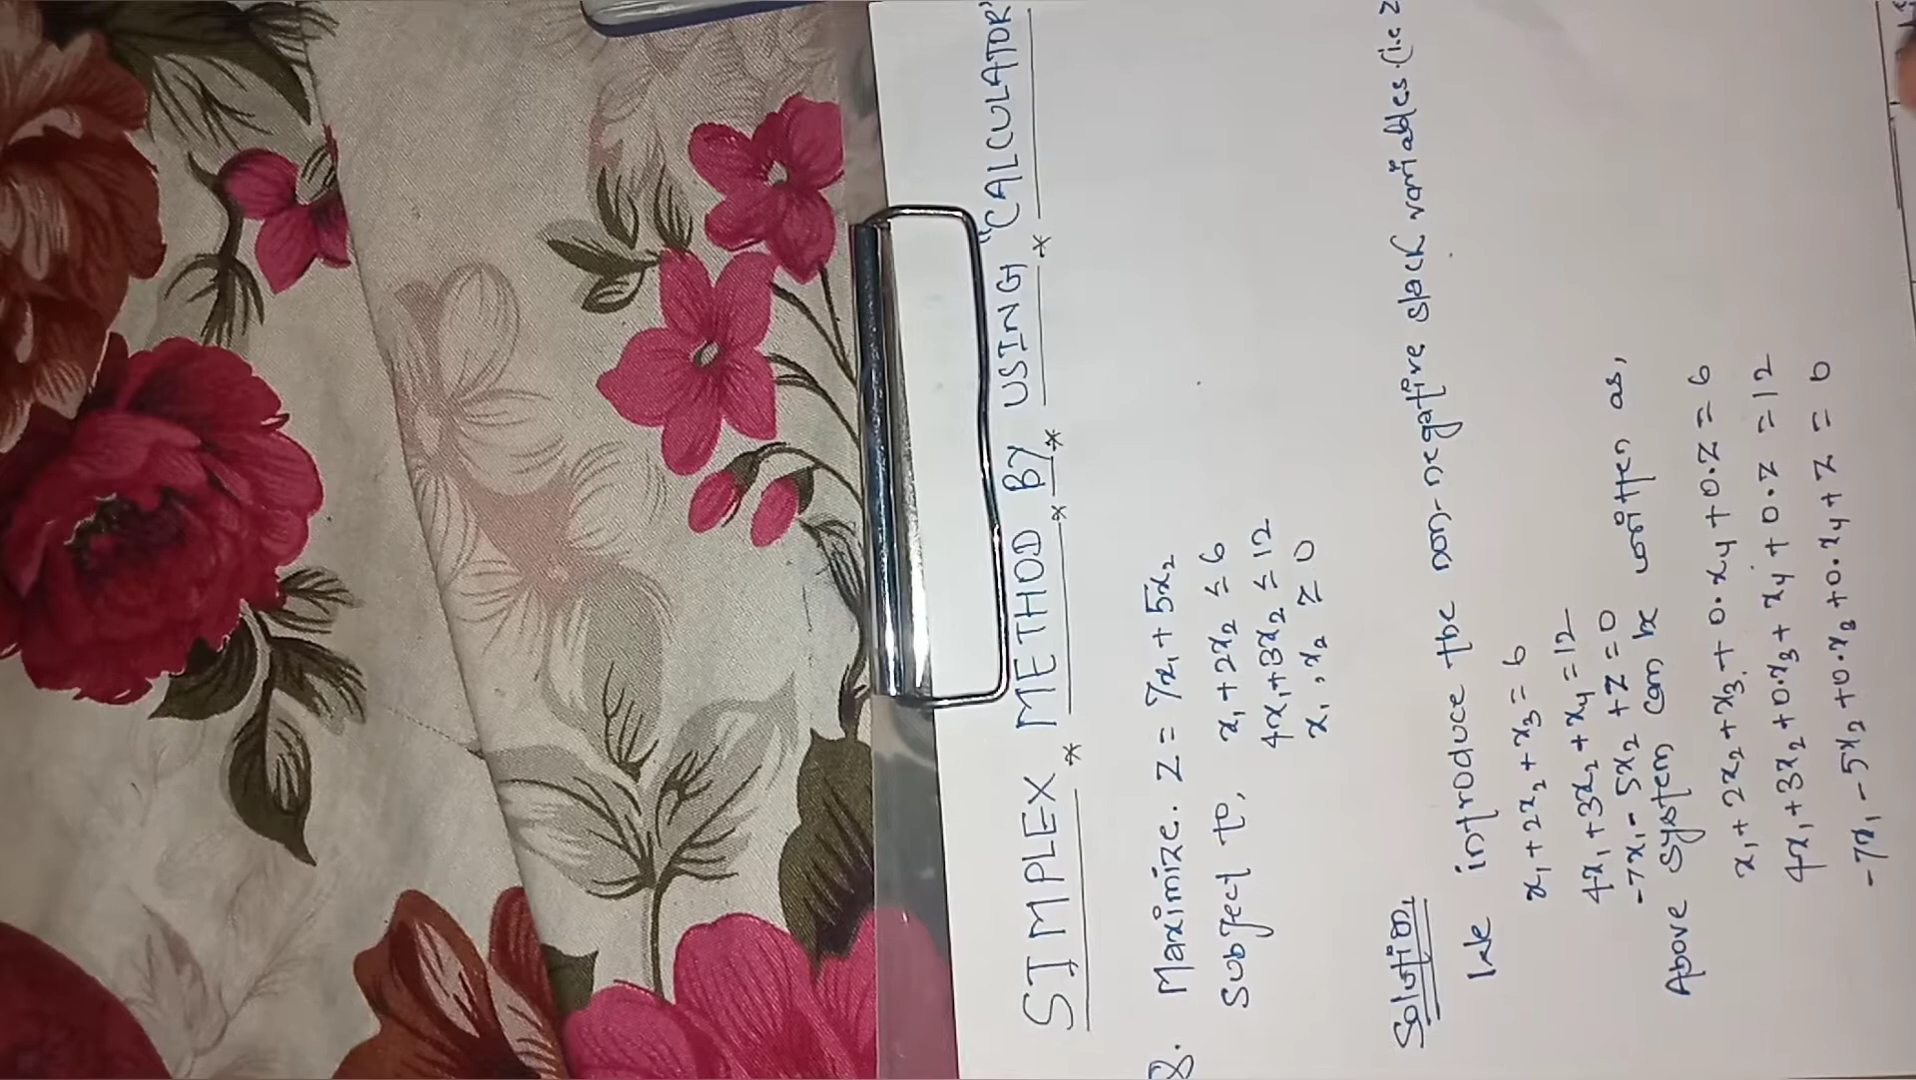 SIMPLEX METHOD BY USING "CALCULATOR"
Q. Maximize. Z = 7x₁ + 5x₂
Subject to, x₁ + 2x₂ ≤ 6
4x₁ + 3x₂ ≤ 12
x₁, x₂ ≥ 0
Solution,
introduce the non-negative slack variables. (i.e
x₁ + 2x₂ + x₃ = 6
4x₁ + 3x₂ + x₄ = 12
-7x₁ - 5x₂ + z = 0
Above system can be written as,
x₁ + 2x₂ + x₃ + 0.x₄ + 0.z = 6
4x₁ + 3x₂ + 0.x₃ + x₄ + 0.z = 12
-7x₁ - 5x₂ + 0.x₃ + 0.x₄ + z = 0